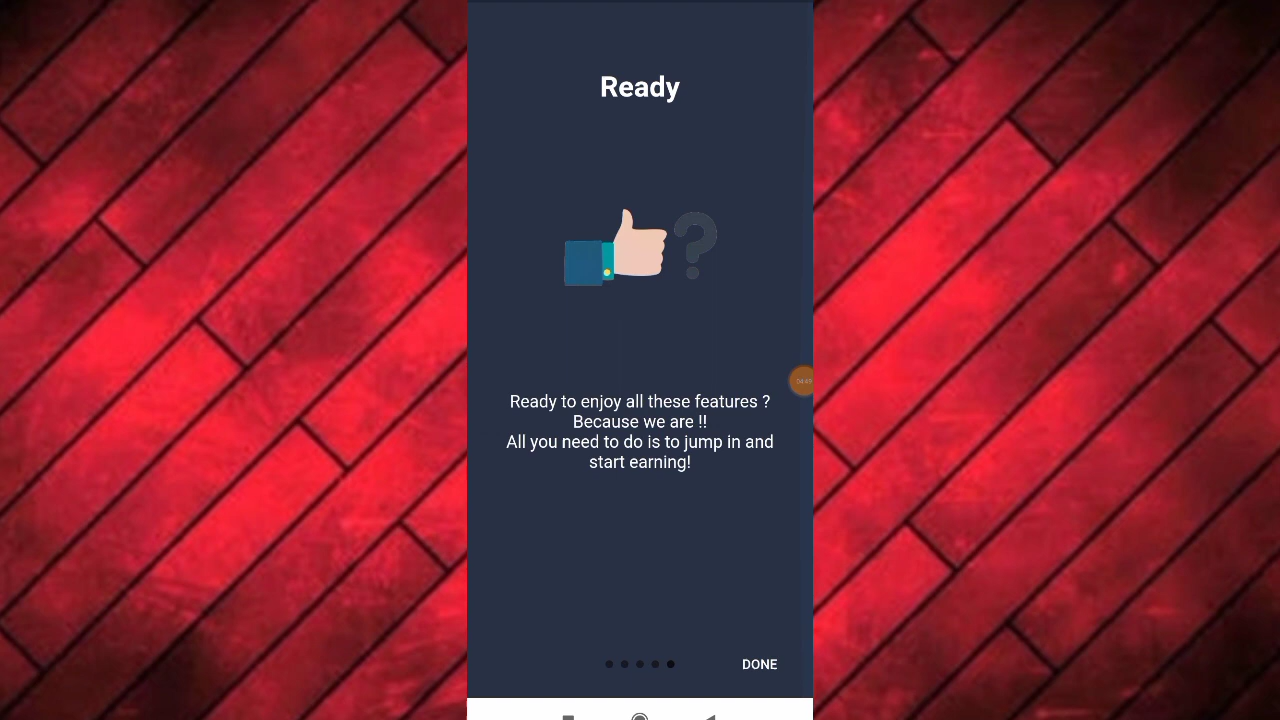 Ready
Ready to enjoy all these features ?
Because we are !!
All you need to do is to jump in and
start earning!
DONE